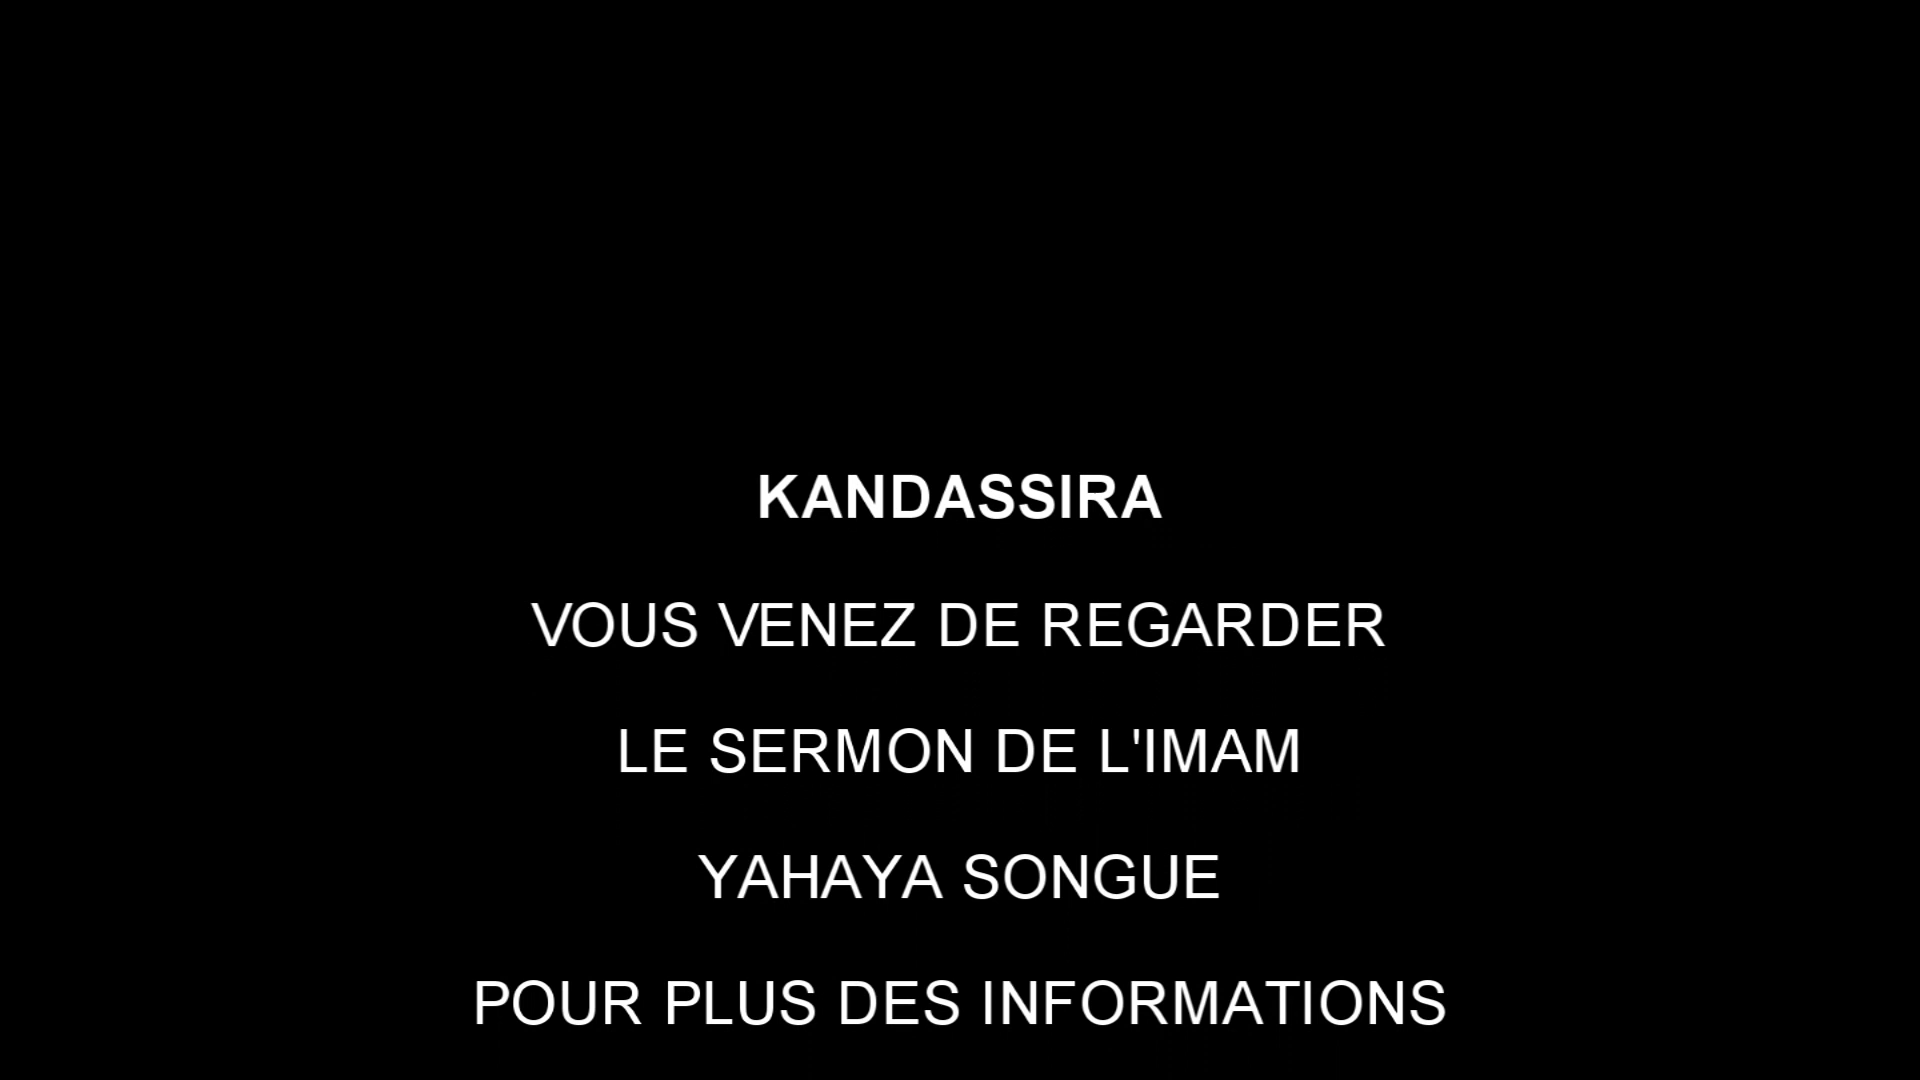 KANDASSIRA
VOUS VENEZ DE REGARDER
LE SERMON DE L'IMAM
YAHAYA SONGUE
POUR PLUS DES INFORMATIONS